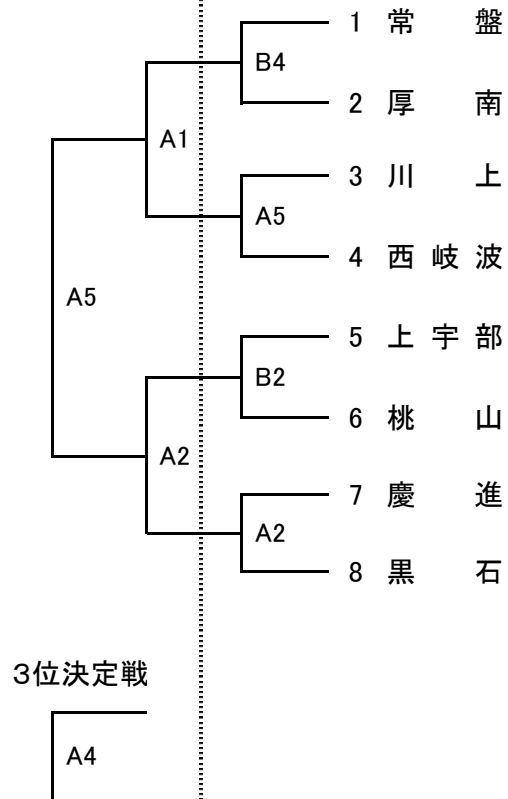 1 常 盤
B4
2 厚 南
A1
3 川 上
A5
4 西 岐 波
A5
5 上 宇 部
B2
6 桃 山
A2
7 慶 進
A2
8 黒 石
3位決定戦
A4